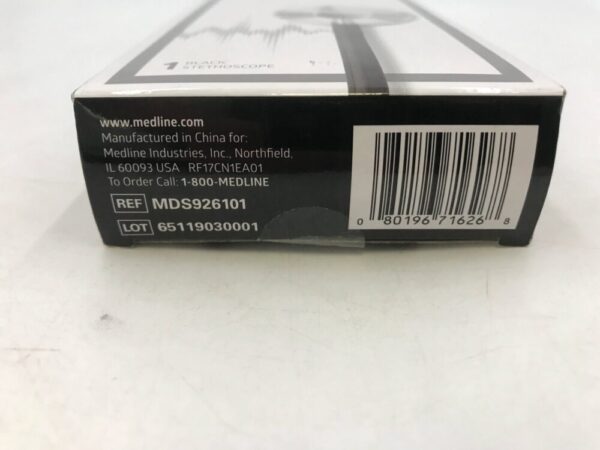 1 BLACK
STETHOSCOPE
www.medline.com
Manufactured in China for:
Medline Industries, Inc., Northfield,
IL 60093 USA RF17CN1EA01
To Order Call: 1-800-MEDLINE
REF MDS926101
LOT 65119030001
0 80196 71626 8